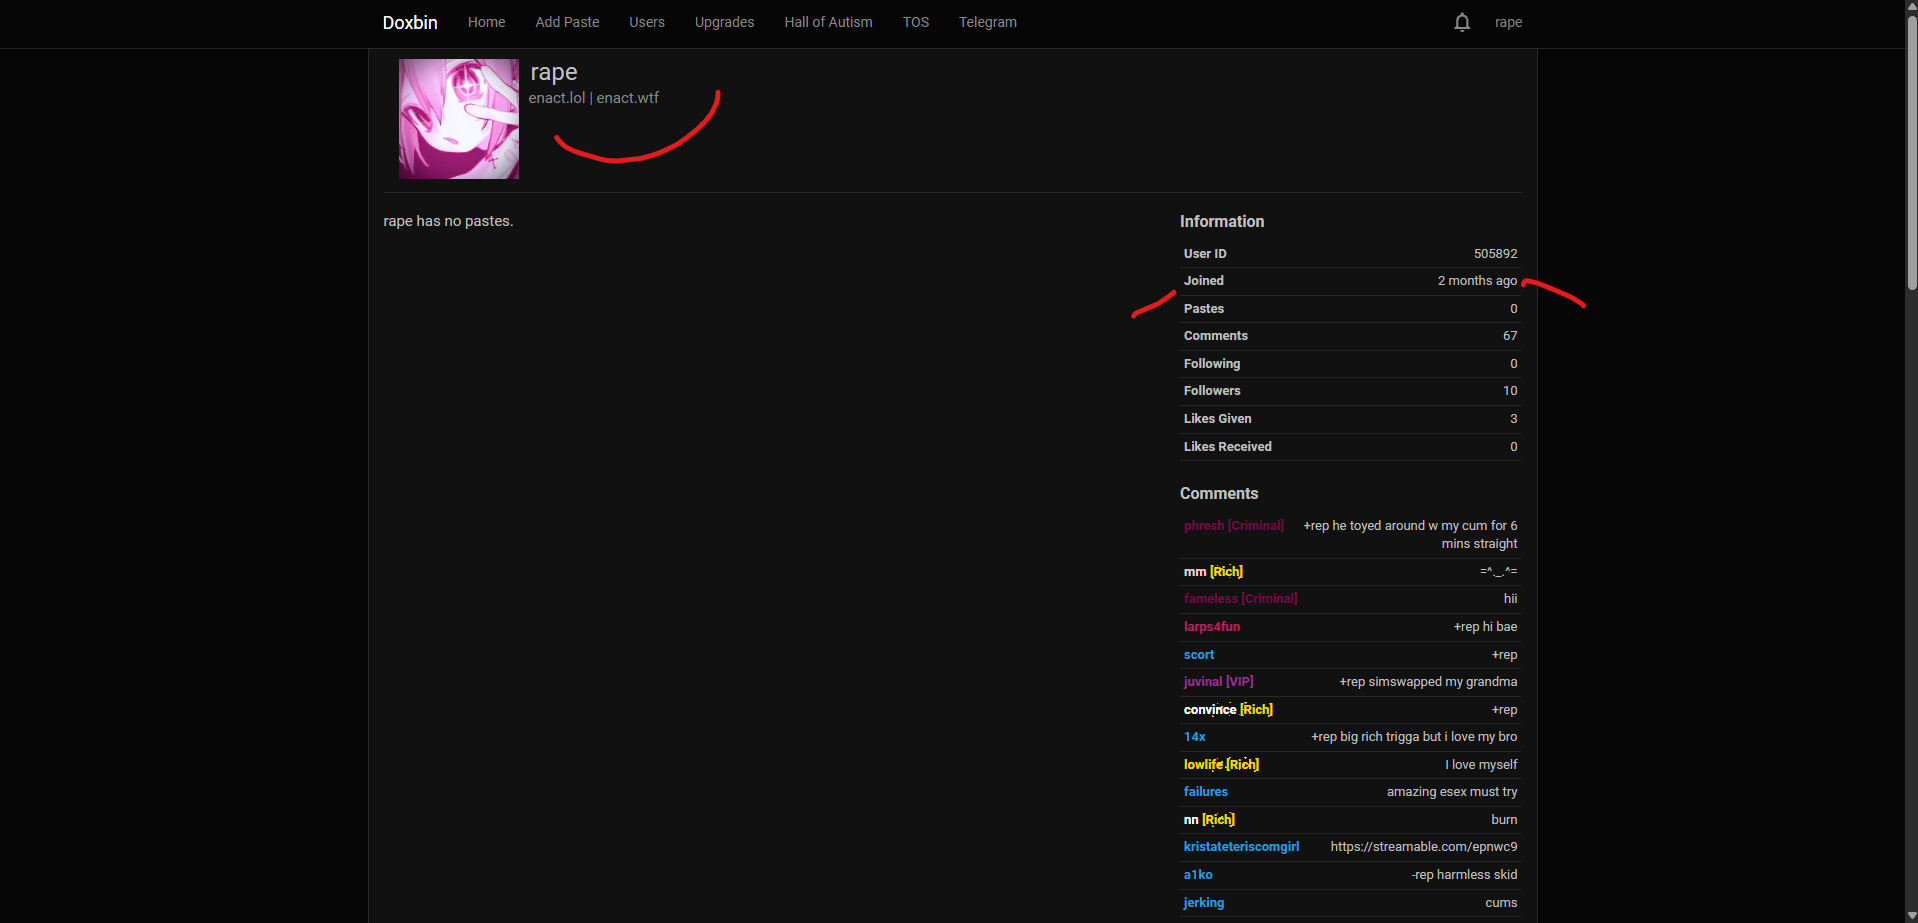 Doxbin Home Add Paste Users Upgrades Hall of Autism TOS Telegram rape
rape
enact.lol | enact.wtf
rape has no pastes.
Information
User ID 505892
Joined 2 months ago
Pastes 0
Comments 67
Following 0
Followers 10
Likes Given 3
Likes Received 0
Comments
phresh [Criminal] +rep he toyed around w my cum for 6
mins straight
mm [Rich] =^._.^=
fameless [Criminal] hii
larps4fun +rep hi bae
scort +rep
juvinal [VIP] +rep simswapped my grandma
convince [Rich] +rep
14x +rep big rich trigga but i love my bro
lowlife [Rich] I love myself
failures amazing esex must try
nn [Rich] burn
kristateteriscomgirl https://streamable.com/epnwc9
a1ko -rep harmless skid
jerking cums